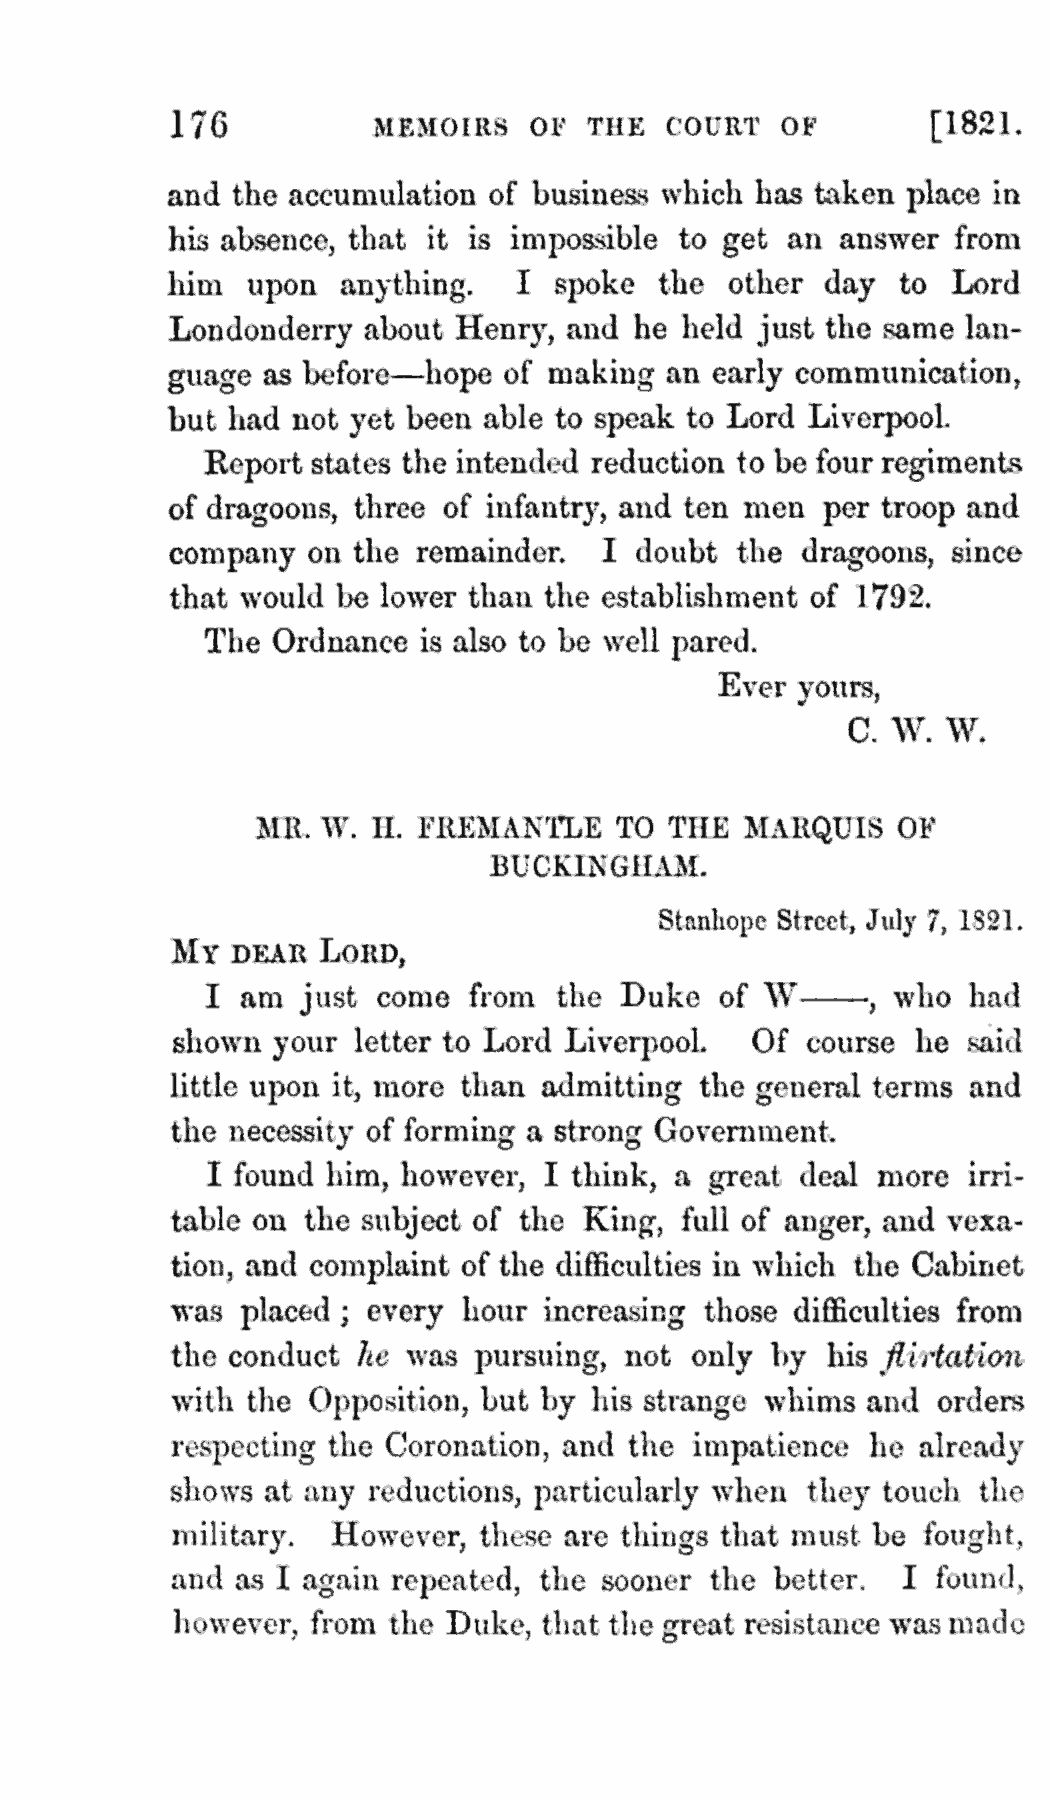 176 MEMOIRS OF THE COURT OF [1821.
and the accumulation of business which has taken place in
his absence, that it is impossible to get an answer from
him upon anything. I spoke the other day to Lord
Londonderry about Henry, and he held just the same lan-
guage as before—hope of making an early communication,
but had not yet been able to speak to Lord Liverpool.
Report states the intended reduction to be four regiments
of dragoons, three of infantry, and ten men per troop and
company on the remainder. I doubt the dragoons, since
that would be lower than the establishment of 1792.
The Ordnance is also to be well pared.
Ever yours,
C. W. W.
MR. W. H. FREMANTLE TO THE MARQUIS OF
BUCKINGHAM.
Stanhope Street, July 7, 1821.
MY DEAR LORD,
I am just come from the Duke of W——, who had
shown your letter to Lord Liverpool. Of course he said
little upon it, more than admitting the general terms and
the necessity of forming a strong Government.
I found him, however, I think, a great deal more irri-
table on the subject of the King, full of anger, and vexa-
tion, and complaint of the difficulties in which the Cabinet
was placed ; every hour increasing those difficulties from
the conduct he was pursuing, not only by his flirtation
with the Opposition, but by his strange whims and orders
respecting the Coronation, and the impatience he already
shows at any reductions, particularly when they touch the
military. However, these are things that must be fought,
and as I again repeated, the sooner the better. I found,
however, from the Duke, that the great resistance was made